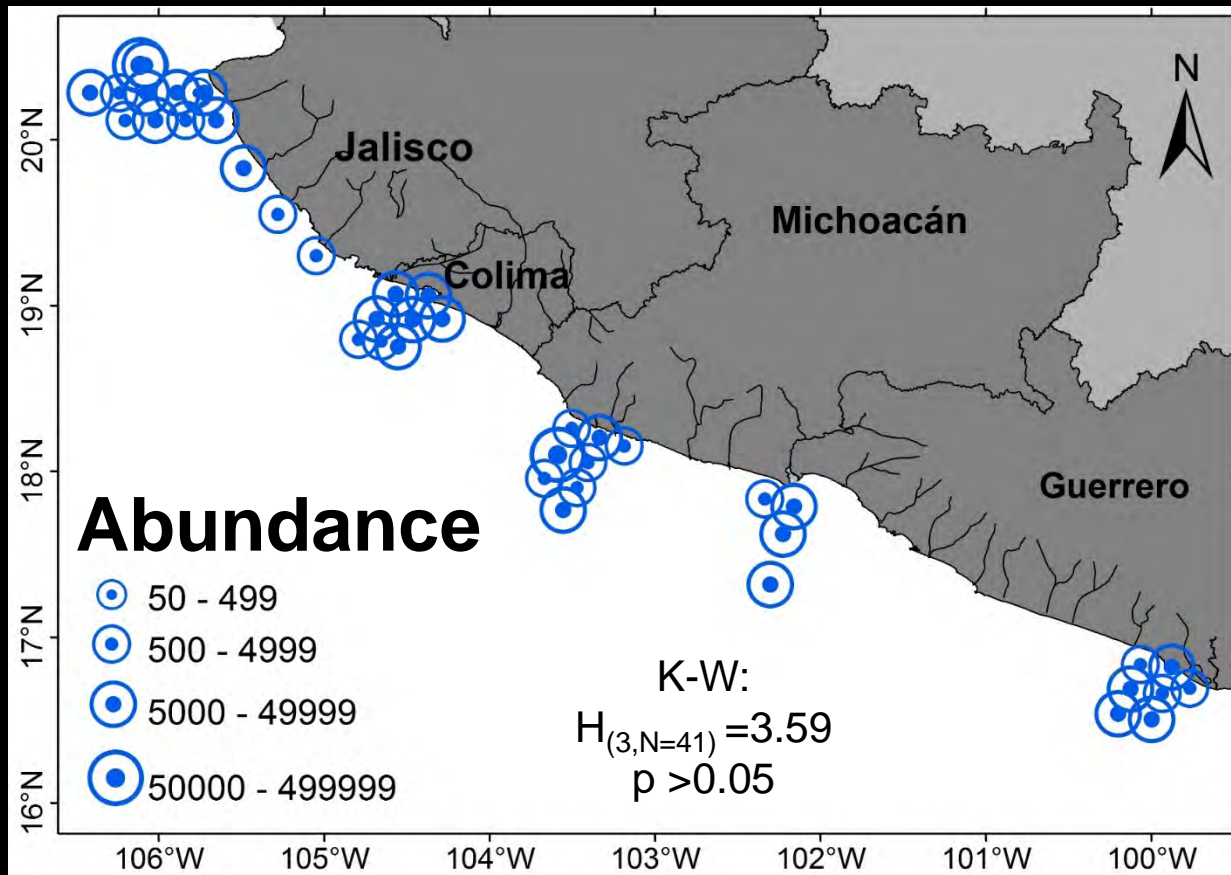 N
Jalisco
Michoacán
Colima
Guerrero
Abundance
50 - 499
500 - 4999
5000 - 49999
50000 - 499999
K-W:
H(3,N=41) =3.59
p >0.05
20°N
19°N
18°N
17°N
16°N
106°W 105°W 104°W 103°W 102°W 101°W 100°W